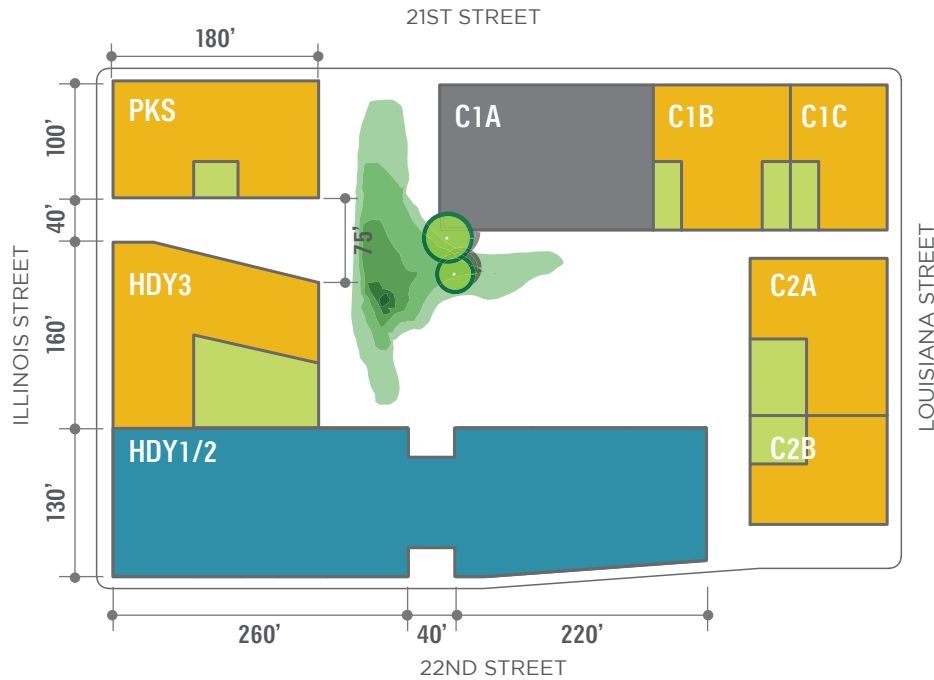 21ST STREET
180'
PKS
C1A
C1B
C1C
100'
40'
75'
HDY3
C2A
ILLINOIS STREET
160'
LOUISIANA STREET
HDY1/2
C2B
130'
260'
40'
220'
22ND STREET